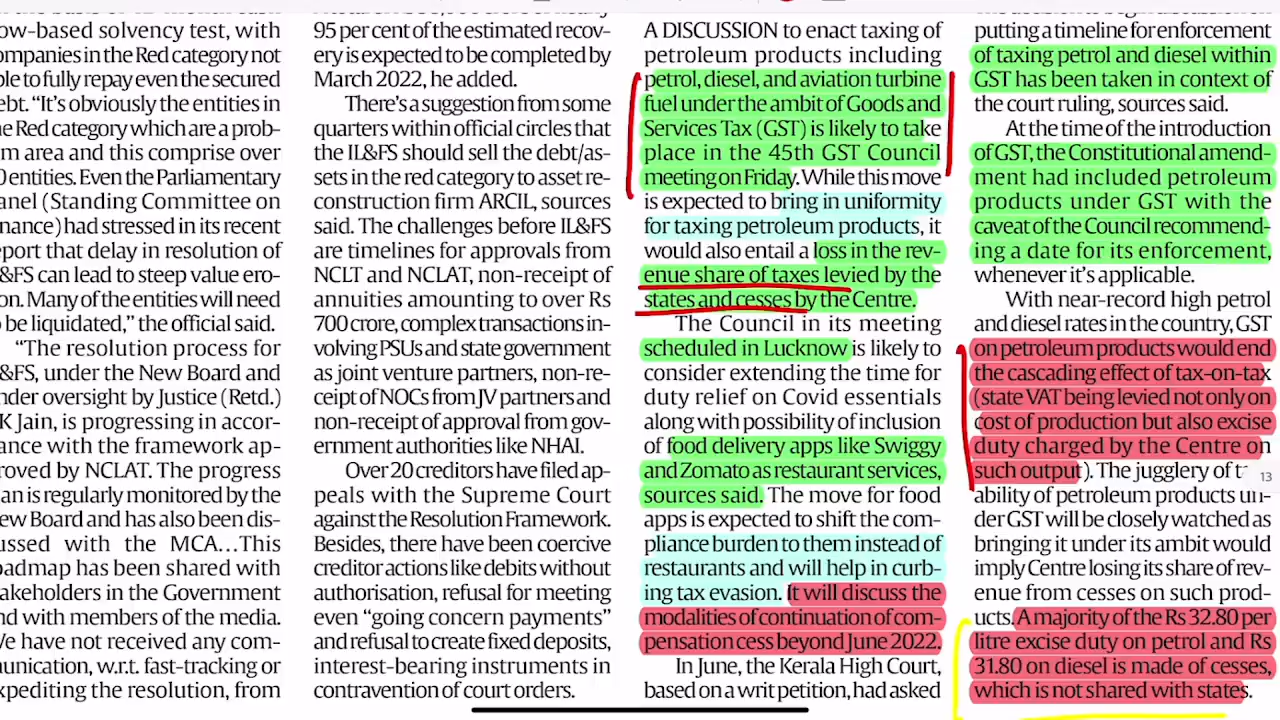 ow-based solvency test, with
ompanies in the Red category not
ble to fully repay even the secured
ebt. "It's obviously the entities in
e Red category which are a prob-
m area and this comprise over
0 entities. Even the Parliamentary
anel (Standing Committee on
nance) had stressed in its recent
port that delay in resolution of
&FS can lead to steep value ero-
on. Many of the entities will need
be liquidated," the official said.
"The resolution process for
&FS, under the New Board and
nder oversight by Justice (Retd.)
K Jain, is progressing in accor-
ance with the framework ap-
roved by NCLAT. The progress
an is regularly monitored by the
ew Board and has also been dis-
ussed with the MCA...This
oadmap has been shared with
akeholders in the Government
nd with members of the media.
We have not received any com-
unication, w.r.t. fast-tracking or
xpediting the resolution, from
95 per cent of the estimated recov-
ery is expected to be completed by
March 2022, he added.
There's a suggestion from some
quarters within official circles that
the IL&FS should sell the debt/as-
sets in the red category to asset re-
construction firm ARCIL, sources
said. The challenges before IL&FS
are timelines for approvals from
NCLT and NCLAT, non-receipt of
annuities amounting to over Rs
700 crore, complex transactions in-
volving PSUs and state government
as joint venture partners, non-re-
ceipt of NOCs from JV partners and
non-receipt of approval from gov-
ernment authorities like NHAI.
Over 20 creditors have filed ap-
peals with the Supreme Court
against the Resolution Framework.
Besides, there have been coercive
creditor actions like debits without
authorisation, refusal for meeting
even "going concern payments"
and refusal to create fixed deposits,
interest-bearing instruments in
contravention of court orders.
A DISCUSSION to enact taxing of
petroleum products including
petrol, diesel, and aviation turbine
fuel under the ambit of Goods and
Services Tax (GST) is likely to take
place in the 45th GST Council
meeting on Friday. While this move
is expected to bring in uniformity
for taxing petroleum products, it
would also entail a loss in the rev-
enue share of taxes levied by the
states and cesses by the Centre.
The Council in its meeting
scheduled in Lucknow is likely to
consider extending the time for
duty relief on Covid essentials
along with possibility of inclusion
of food delivery apps like Swiggy
and Zomato as restaurant services,
sources said. The move for food
apps is expected to shift the com-
pliance burden to them instead of
restaurants and will help in curb-
ing tax evasion. It will discuss the
modalities of continuation of com-
pensation cess beyond June 2022.
In June, the Kerala High Court,
based on a writ petition, had asked
putting a timeline for enforcement
of taxing petrol and diesel within
GST has been taken in context of
the court ruling, sources said.
At the time of the introduction
of GST, the Constitutional amend-
ment had included petroleum
products under GST with the
caveat of the Council recommend-
ing a date for its enforcement,
whenever it's applicable.
With near-record high petrol
and diesel rates in the country, GST
on petroleum products would end
the cascading effect of tax-on-tax
(state VAT being levied not only on
cost of production but also excise
duty charged by the Centre on
such output). The jugglery of
ability of petroleum products un-
der GST will be closely watched as
bringing it under its ambit would
imply Centre losing its share of rev-
enue from cesses on such prod-
ucts. A majority of the Rs 32.80 per
litre excise duty on petrol and Rs
31.80 on diesel is made of cesses,
which is not shared with states.
13